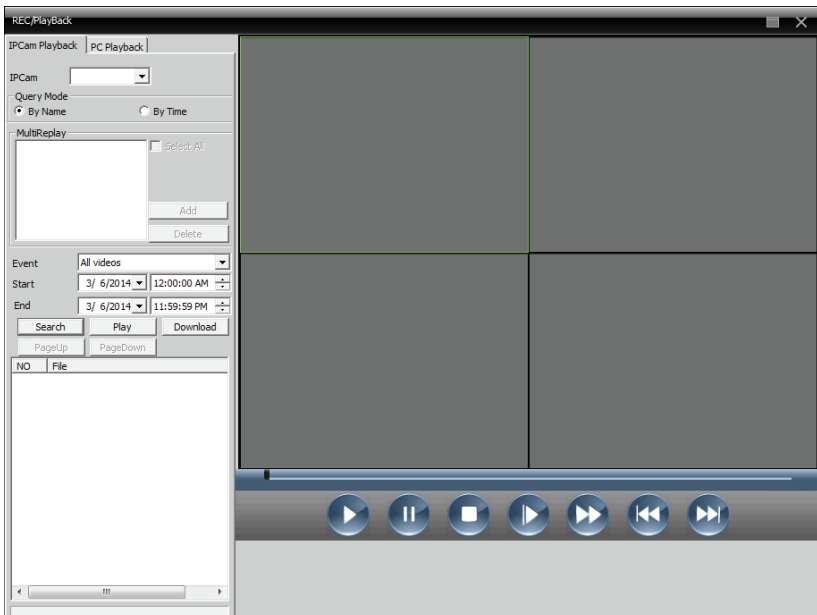 REC/PlayBack
IPCam Playback PC Playback
IPCam
Query Mode
By Name By Time
MultiReplay
Select All
Add
Delete
Event All videos
Start 3/ 6/2014 12:00:00 AM
End 3/ 6/2014 11:59:59 PM
Search Play Download
PageUp PageDown
NO File